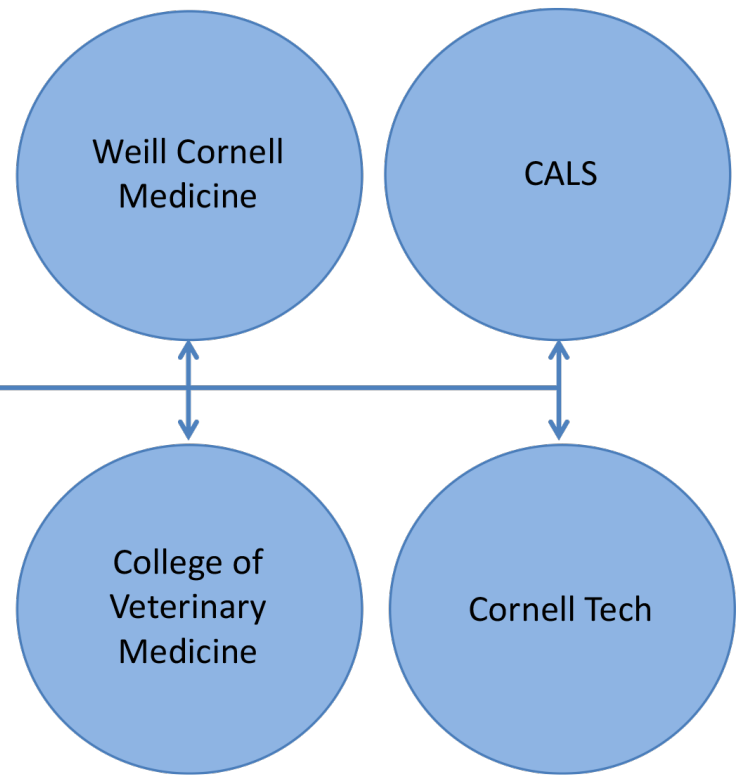 Weill Cornell
Medicine
CALS
College of
Veterinary
Medicine
Cornell Tech